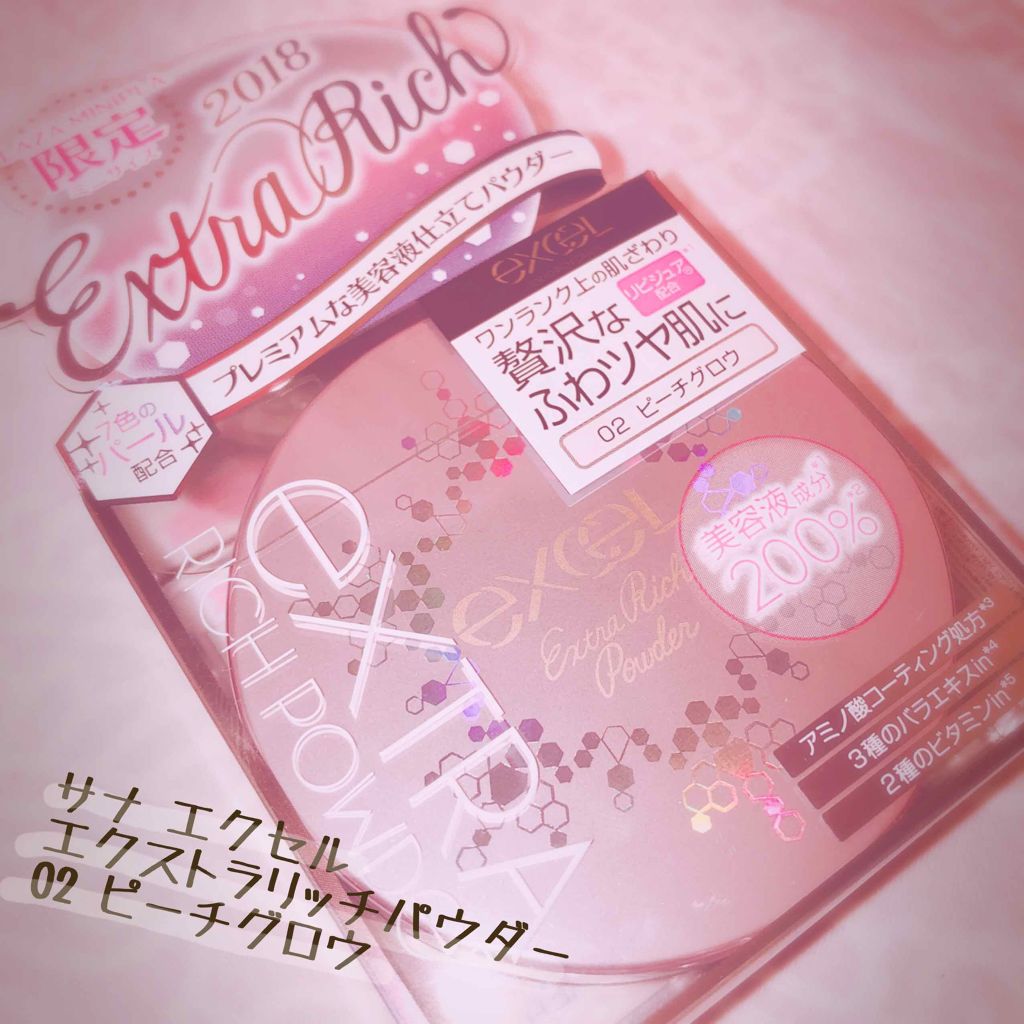 PLAZA MINiPLA
限定
2018
Extra Rich
プレミアムな美容液仕立てパウダー
7色の
パール
配合
excel
ワンランク上の肌ざわり
リピジュア®
配合
贅沢な
ふわツヤ肌に
02 ピーチグロウ
美容液成分*1
200%*2
excel
Extra Rich
Powder
EXTRA
RICH POWDER
アミノ酸コーティング処方*3
3種のバラエキスin*4
2種のビタミンin*5
サナ エクセル
エクストラリッチパウダー
02 ピーチグロウ